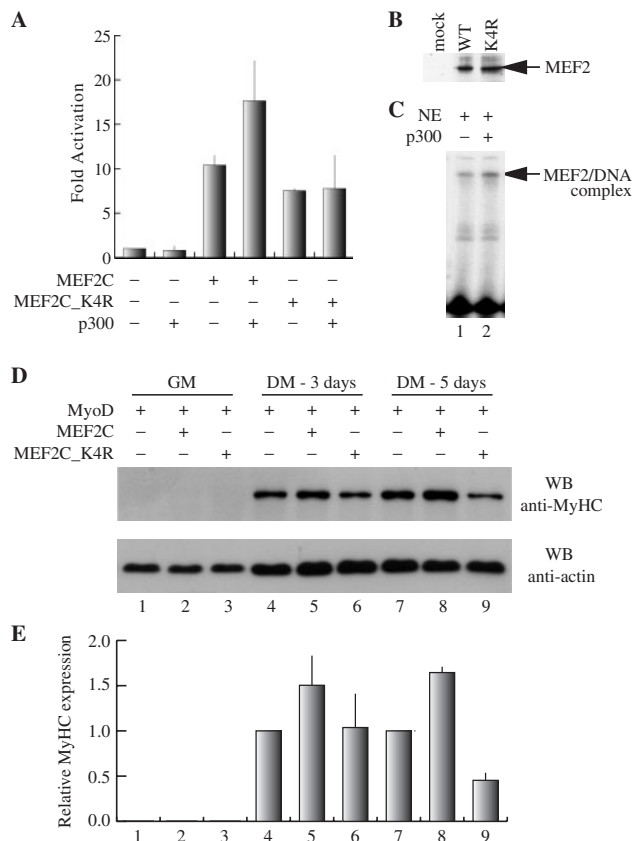 A
25
20
15
10
5
0
Fold Activation
MEF2C − − + + − −
MEF2C_K4R − − − − + +
p300 − + − + − +
B
mock WT K4R
MEF2
C
NE + +
p300 − +
MEF2/DNA
complex
1 2
D
GM DM - 3 days DM - 5 days
MyoD + + + + + + + + +
MEF2C − + − − + − − + −
MEF2C_K4R − − + − − + − − +
WB
anti-MyHC
WB
anti-actin
1 2 3 4 5 6 7 8 9
E
2.0
1.5
1.0
0.5
0.0
Relative MyHC expression
1 2 3 4 5 6 7 8 9